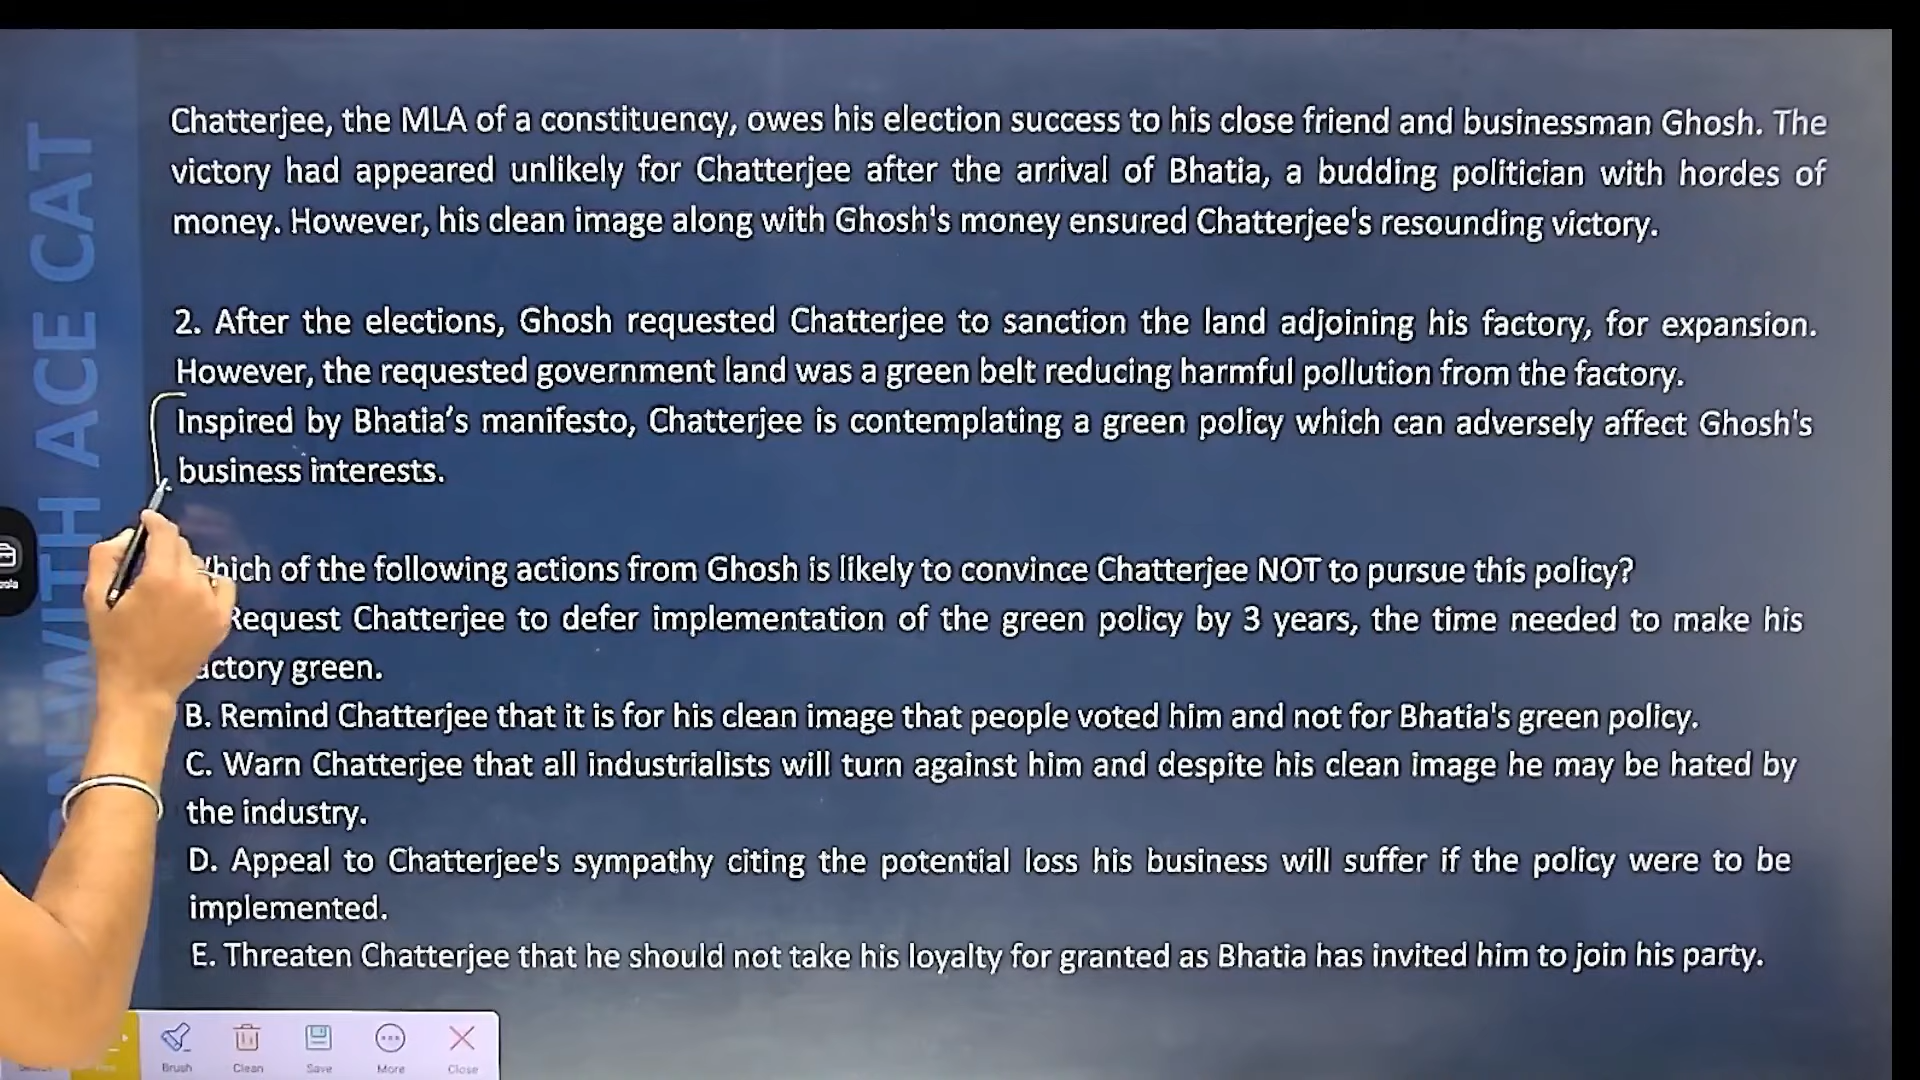 Chatterjee, the MLA of a constituency, owes his election success to his close friend and businessman Ghosh. The
victory had appeared unlikely for Chatterjee after the arrival of Bhatia, a budding politician with hordes of
money. However, his clean image along with Ghosh's money ensured Chatterjee's resounding victory.
2. After the elections, Ghosh requested Chatterjee to sanction the land adjoining his factory, for expansion.
However, the requested government land was a green belt reducing harmful pollution from the factory.
Inspired by Bhatia’s manifesto, Chatterjee is contemplating a green policy which can adversely affect Ghosh's
business interests.
of the following actions from Ghosh is likely to convince Chatterjee NOT to pursue this policy?
Request Chatterjee to defer implementation of the green policy by 3 years, the time needed to make his
green.
B. Remind Chatterjee that it is for his clean image that people voted him and not for Bhatia's green policy.
C. Warn Chatterjee that all industrialists will turn against him and despite his clean image he may be hated by
the industry.
D. Appeal to Chatterjee's sympathy citing the potential loss his business will suffer if the policy were to be
implemented.
E. Threaten Chatterjee that he should not take his loyalty for granted as Bhatia has invited him to join his party.
WITH ACE CAT
Brush Clean Save More Close